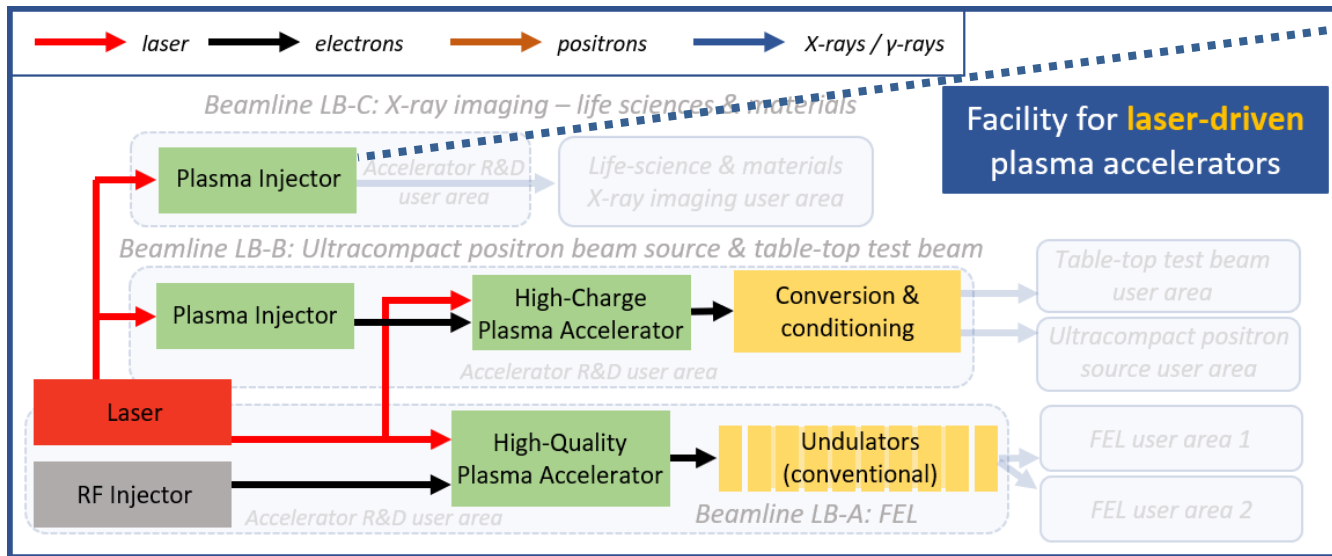 laser electrons positrons X-rays / γ-rays
Beamline LB-C: X-ray imaging – life sciences & materials
Facility for laser-driven
plasma accelerators
Plasma Injector
Accelerator R&D
user area
Life-science & materials
X-ray imaging user area
Beamline LB-B: Ultracompact positron beam source & table-top test beam
Plasma Injector
High-Charge
Plasma Accelerator
Conversion &
conditioning
Table-top test beam
user area
Ultracompact positron
source user area
Accelerator R&D user area
Laser
RF Injector
High-Quality
Plasma Accelerator
Undulators
(conventional)
FEL user area 1
FEL user area 2
Accelerator R&D user area
Beamline LB-A: FEL